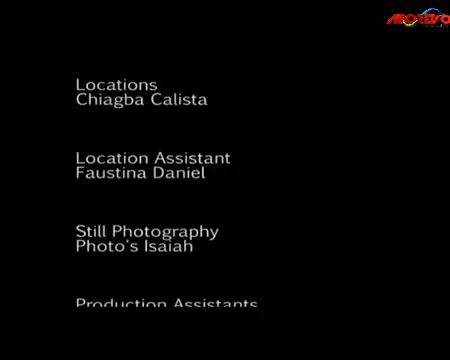 Locations
Chiagba Calista
Location Assistant
Faustina Daniel
Still Photography
Photo's Isaiah
Production Assistants